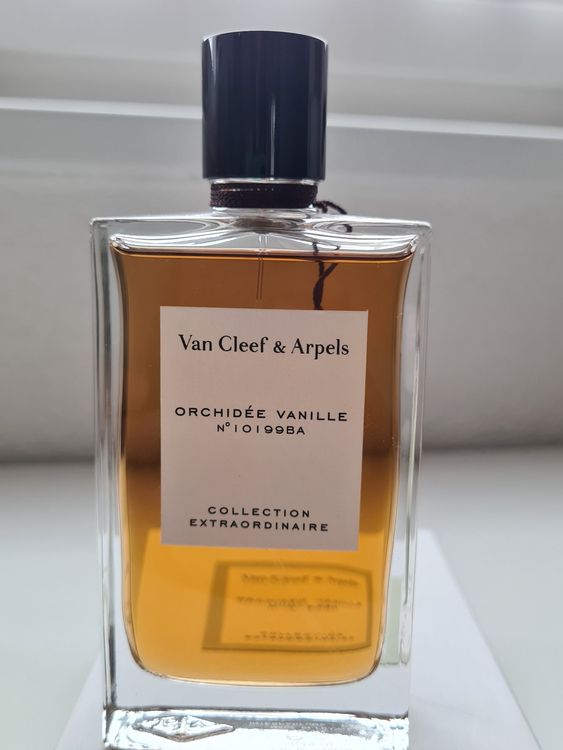 Van Cleef & Arpels
ORCHIDÉE VANILLE
N°10199BA
COLLECTION
EXTRAORDINAIRE